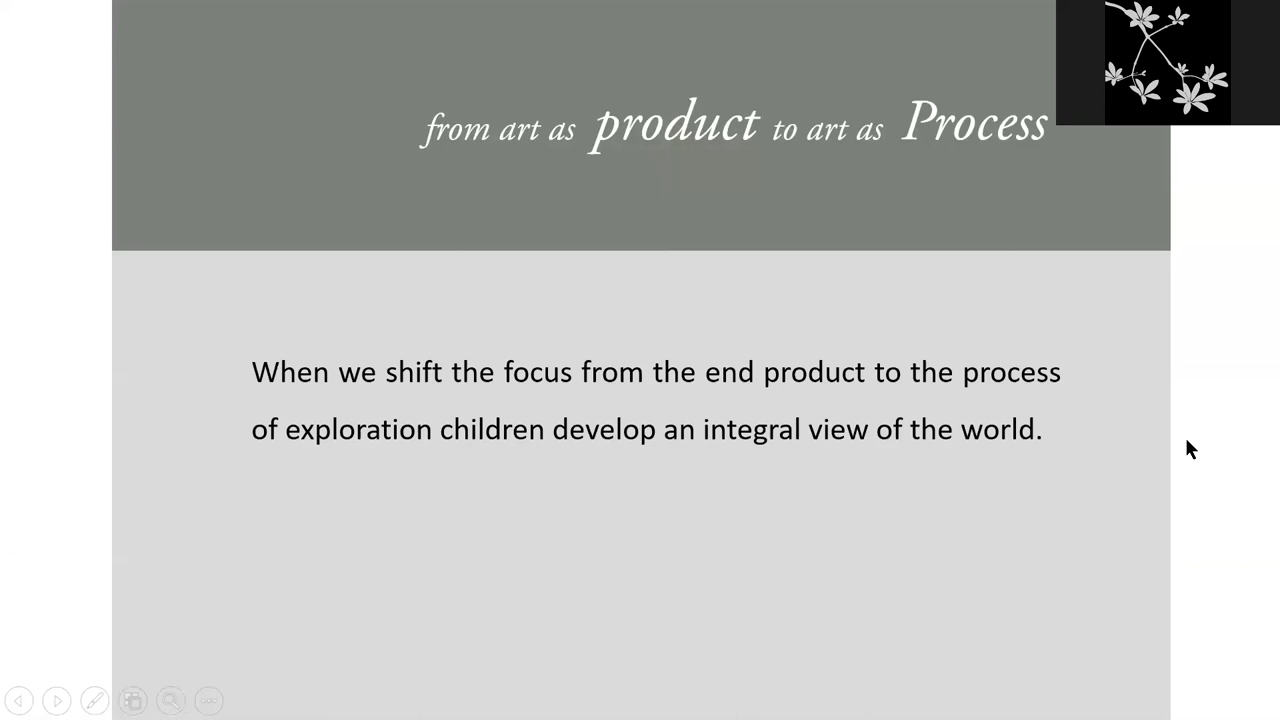 from art as product to art as Process
When we shift the focus from the end product to the process
of exploration children develop an integral view of the world.